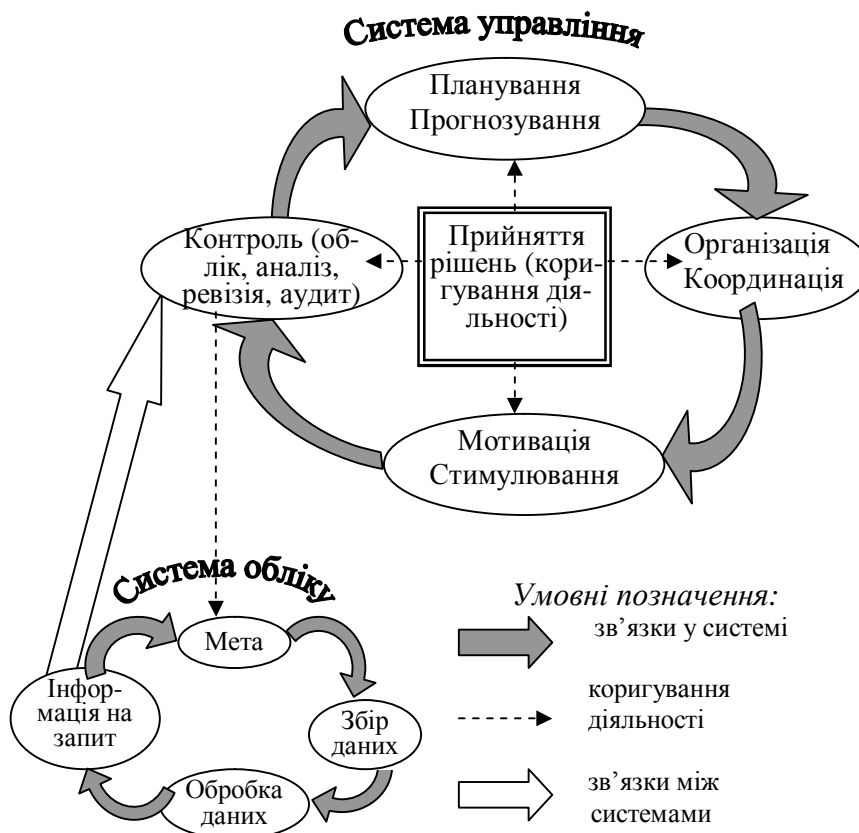 Система управління
Планування
Прогнозування
Контроль (об-
лік, аналіз,
ревізія, аудит)
Прийняття
рішень (кори-
гування дія-
льності)
Організація
Координація
Мотивація
Стимулювання
Система обліку
Мета
Інфор-
мація на
запит
Збір
даних
Обробка
даних
Умовні позначення:
зв’язки у системі
коригування
діяльності
зв’язки між
системами